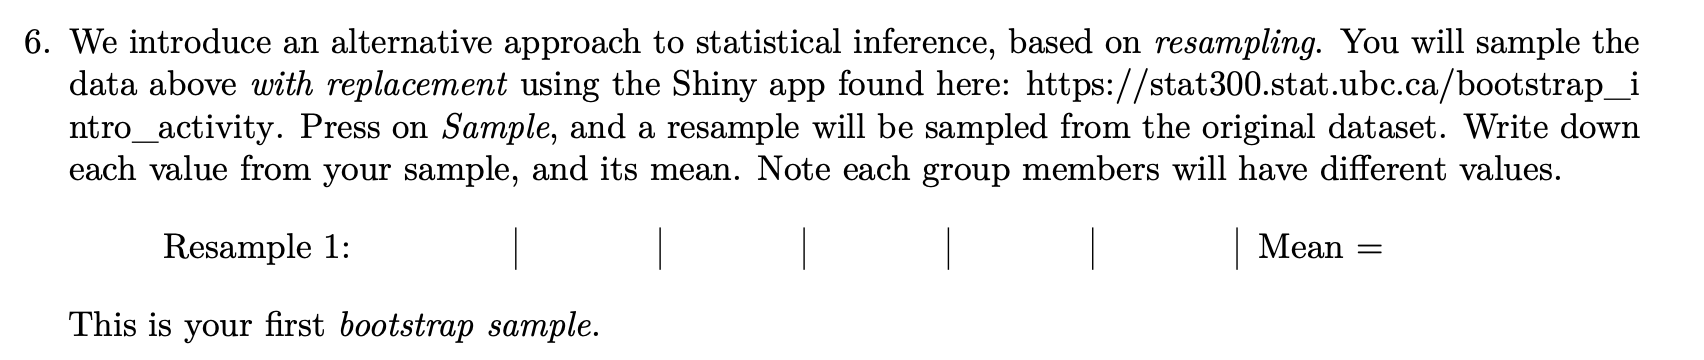 6. We introduce an alternative approach to statistical inference, based on resampling. You will sample the
data above with replacement using the Shiny app found here: https://stat300.stat.ubc.ca/bootstrap_i
ntro_activity. Press on Sample, and a resample will be sampled from the original dataset. Write down
each value from your sample, and its mean. Note each group members will have different values.
Resample 1: | | | | | | Mean =
This is your first bootstrap sample.